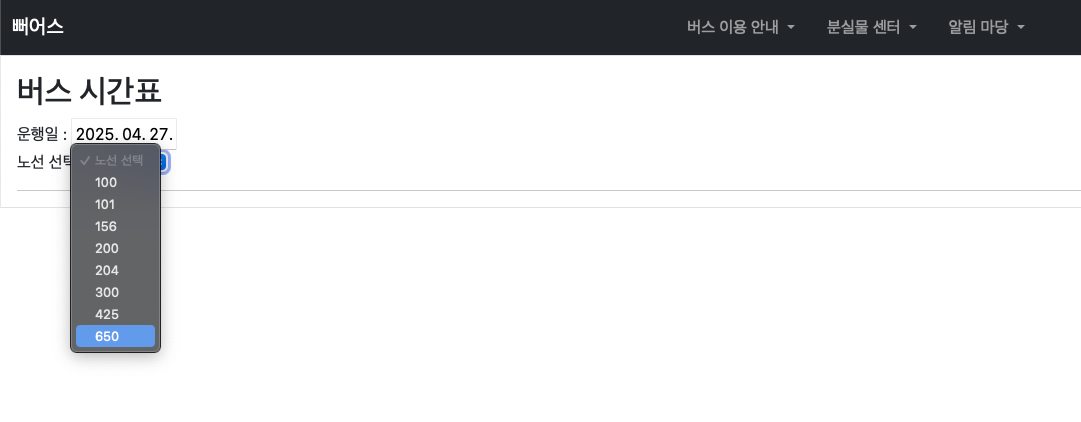 뻐어스
버스 이용 안내
분실물 센터
알림 마당
버스 시간표
운행일 : 2025. 04. 27.
노선 선택
✓ 노선 선택
100
101
156
200
204
300
425
650